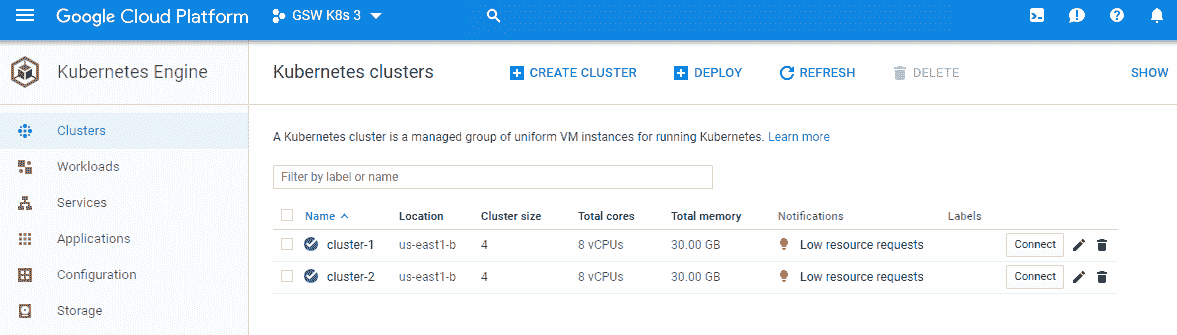 Google Cloud Platform GSW K8s 3
Kubernetes Engine
Kubernetes clusters CREATE CLUSTER DEPLOY REFRESH DELETE SHOW
Clusters
Workloads
Services
Applications
Configuration
Storage
A Kubernetes cluster is a managed group of uniform VM instances for running Kubernetes. Learn more
Filter by label or name
Name Location Cluster size Total cores Total memory Notifications Labels
cluster-1 us-east1-b 4 8 vCPUs 30.00 GB Low resource requests Connect
cluster-2 us-east1-b 4 8 vCPUs 30.00 GB Low resource requests Connect